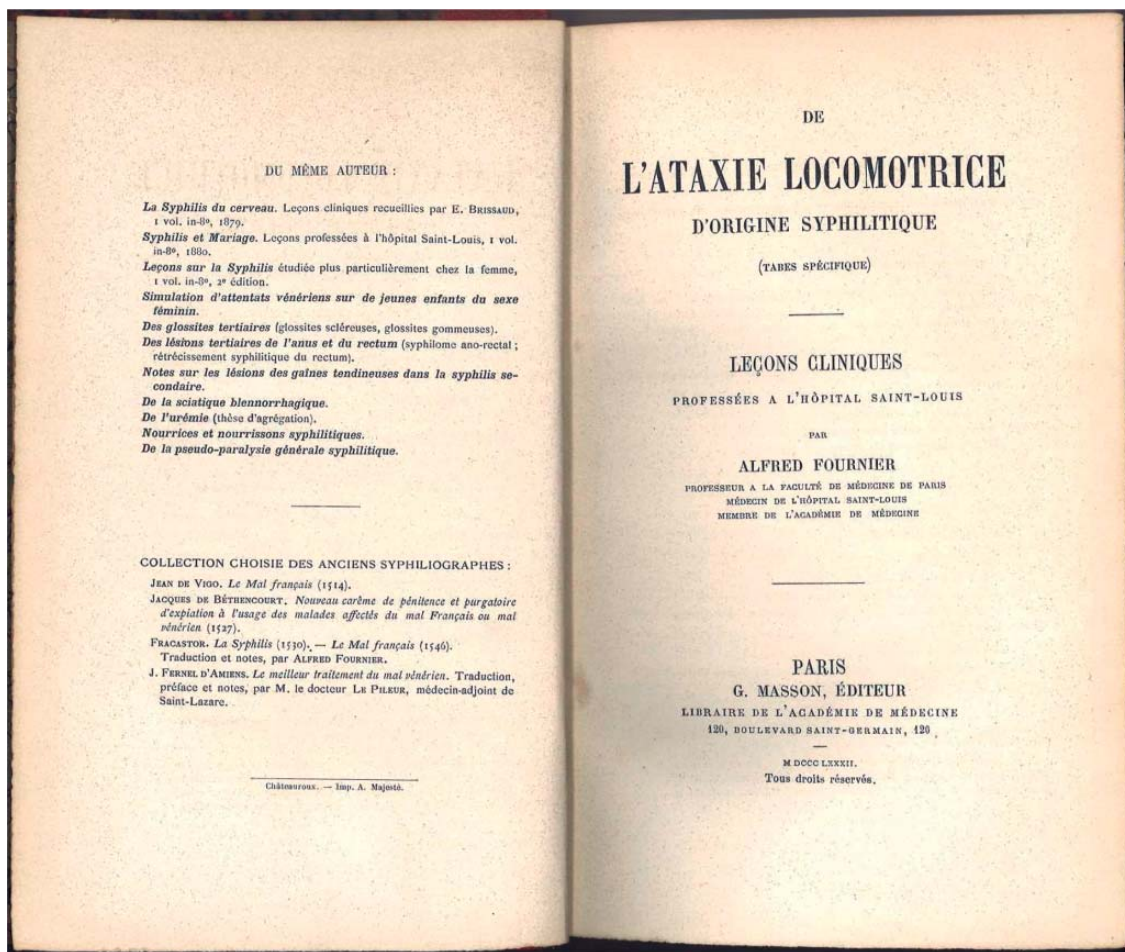 DU MÊME AUTEUR :
La Syphilis du cerveau. Leçons cliniques recueillies par E. BRISSAUD,
1 vol. in-8º, 1879.
Syphilis et Mariage. Leçons professées à l'hôpital Saint-Louis, 1 vol.
in-8º, 1880.
Leçons sur la Syphilis étudiée plus particulièrement chez la femme,
1 vol. in-8º, 2e édition.
Simulation d'attentats vénériens sur de jeunes enfants du sexe
féminin.
Des glossites tertiaires (glossites scléreuses, glossites gommeuses).
Des lésions tertiaires de l'anus et du rectum (syphilome ano-rectal ;
rétrécissement syphilitique du rectum).
Notes sur les lésions des gaînes tendineuses dans la syphilis se-
condaire.
De la sciatique blennorrhagique.
De l'urémie (thèse d'agrégation).
Nourrices et nourrissons syphilitiques.
De la pseudo-paralysie générale syphilitique.
COLLECTION CHOISIE DES ANCIENS SYPHILIOGRAPHES :
JEAN DE VIGO. Le Mal français (1514).
JACQUES DE BÉTHENCOURT. Nouveau carême de pénitence et purgatoire
d'expiation à l'usage des malades affectés du mal Français ou mal
vénérien (1527).
FRACASTOR. La Syphilis (1530). — Le Mal français (1546).
Traduction et notes, par ALFRED FOURNIER.
J. FERNEL D'AMIENS. Le meilleur traitement du mal vénérien. Traduction,
préface et notes, par M. le docteur LE PILEUR, médecin-adjoint de
Saint-Lazare.
Châteauroux. — Imp. A. Majesté.
DE
L'ATAXIE LOCOMOTRICE
D'ORIGINE SYPHILITIQUE
(TABES SPÉCIFIQUE)
LEÇONS CLINIQUES
PROFESSÉES A L'HÔPITAL SAINT-LOUIS
PAR
ALFRED FOURNIER
PROFESSEUR A LA FACULTÉ DE MÉDECINE DE PARIS
MÉDECIN DE L'HÔPITAL SAINT-LOUIS
MEMBRE DE L'ACADÉMIE DE MÉDECINE
PARIS
G. MASSON, ÉDITEUR
LIBRAIRE DE L'ACADÉMIE DE MÉDECINE
120, BOULEVARD SAINT-GERMAIN, 120
M DCCC LXXXII.
Tous droits réservés.